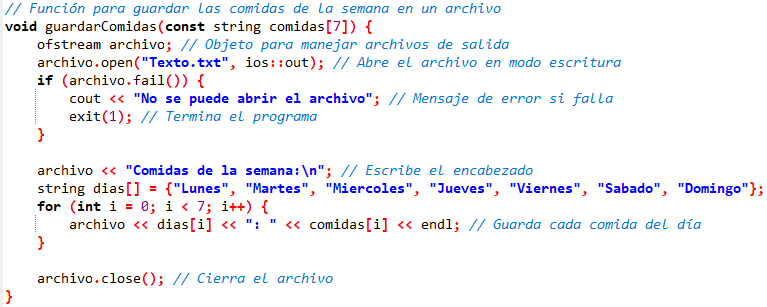 // Función para guardar las comidas de la semana en un archivo
void guardarComidas(const string comidas[7]) {
    ofstream archivo; // Objeto para manejar archivos de salida
    archivo.open("Texto.txt", ios::out); // Abre el archivo en modo escritura
    if (archivo.fail()) {
        cout << "No se puede abrir el archivo"; // Mensaje de error si falla
        exit(1); // Termina el programa
    }

    archivo << "Comidas de la semana:\n"; // Escribe el encabezado
    string dias[] = {"Lunes", "Martes", "Miercoles", "Jueves", "Viernes", "Sabado", "Domingo"};
    for (int i = 0; i < 7; i++) {
        archivo << dias[i] << ": " << comidas[i] << endl; // Guarda cada comida del día
    }

    archivo.close(); // Cierra el archivo
}